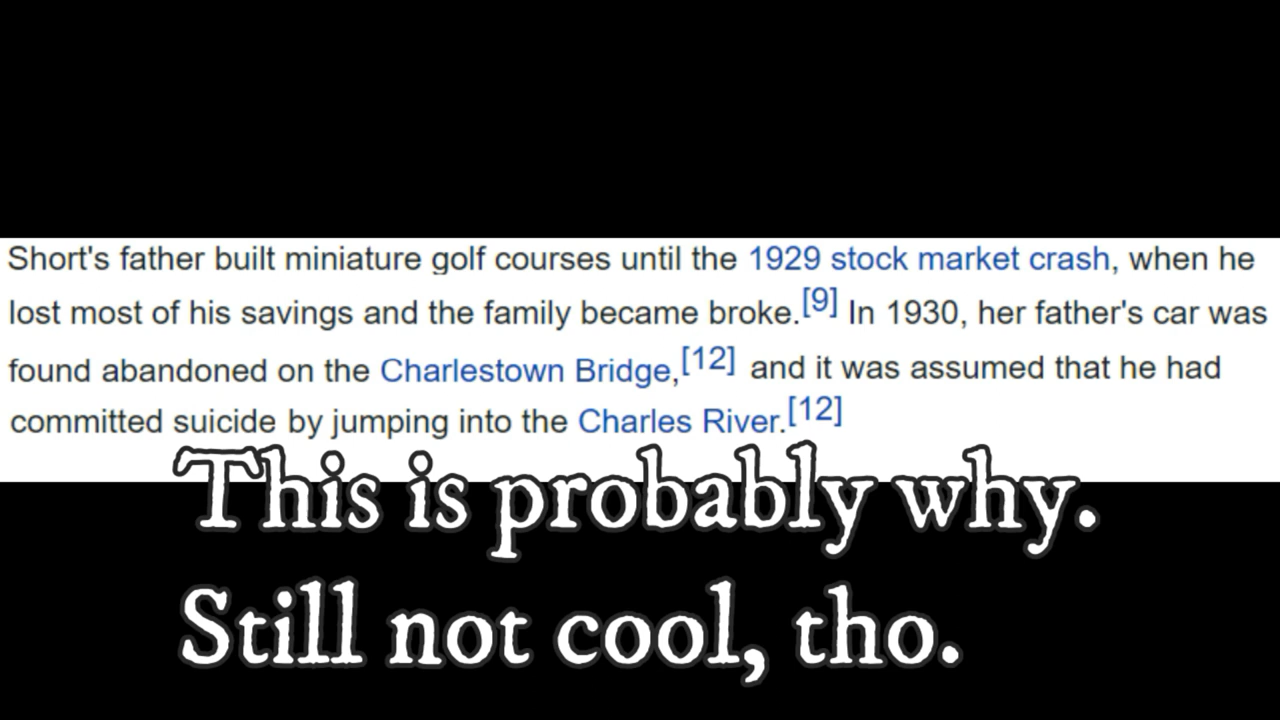 Short's father built miniature golf courses until the 1929 stock market crash, when he
lost most of his savings and the family became broke.[9] In 1930, her father's car was
found abandoned on the Charlestown Bridge,[12] and it was assumed that he had
committed suicide by jumping into the Charles River.[12]
This is probably why.
Still not cool, tho.